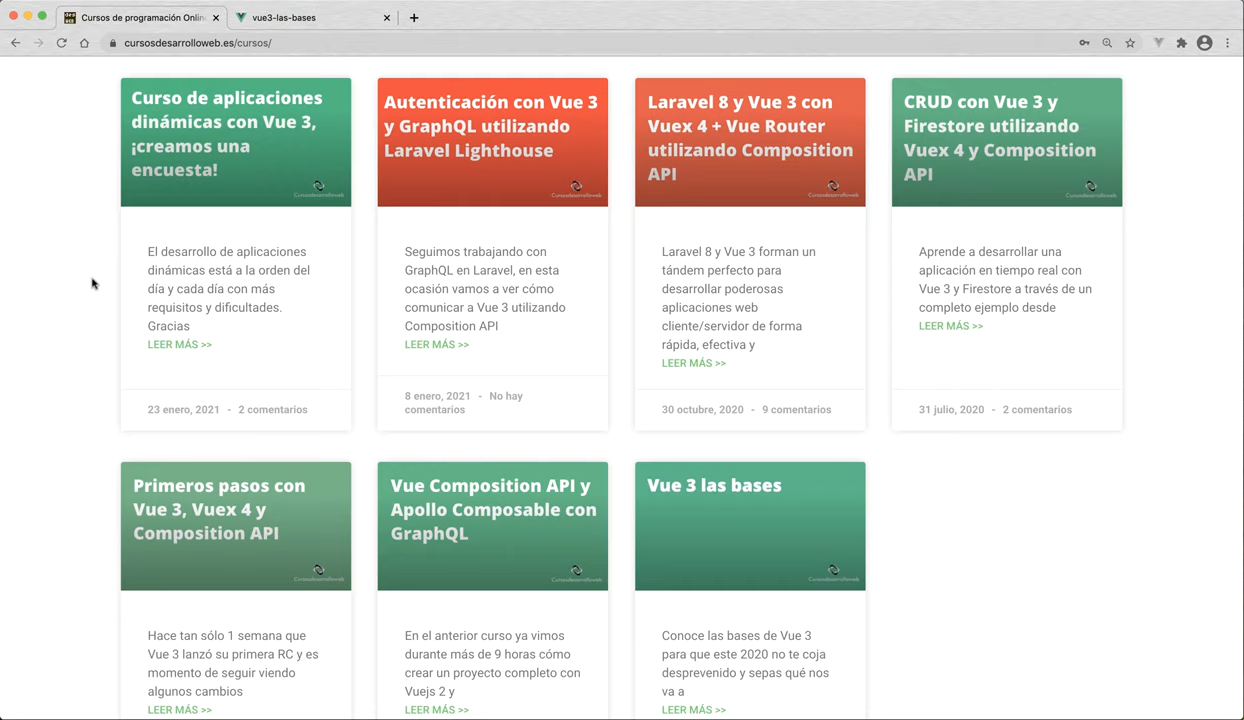 Cursos de programación Onlin
vue3-las-bases
cursosdesarrolloweb.es/cursos/
Curso de aplicaciones
dinámicas con Vue 3,
¡creamos una
encuesta!
Cursosdesarrolloweb
El desarrollo de aplicaciones
dinámicas está a la orden del
día y cada día con más
requisitos y dificultades.
Gracias
LEER MÁS >>
23 enero, 2021 - 2 comentarios
Autenticación con Vue 3
y GraphQL utilizando
Laravel Lighthouse
Cursosdesarrolloweb
Seguimos trabajando con
GraphQL en Laravel, en esta
ocasión vamos a ver cómo
comunicar a Vue 3 utilizando
Composition API
LEER MÁS >>
8 enero, 2021 - No hay
comentarios
Laravel 8 y Vue 3 con
Vuex 4 + Vue Router
utilizando Composition
API
Cursosdesarrolloweb
Laravel 8 y Vue 3 forman un
tándem perfecto para
desarrollar poderosas
aplicaciones web
cliente/servidor de forma
rápida, efectiva y
LEER MÁS >>
30 octubre, 2020 - 9 comentarios
CRUD con Vue 3 y
Firestore utilizando
Vuex 4 y Composition
API
Cursosdesarrolloweb
Aprende a desarrollar una
aplicación en tiempo real con
Vue 3 y Firestore a través de un
completo ejemplo desde
LEER MÁS >>
31 julio, 2020 - 2 comentarios
Primeros pasos con
Vue 3, Vuex 4 y
Composition API
Cursosdesarrolloweb
Hace tan sólo 1 semana que
Vue 3 lanzó su primera RC y es
momento de seguir viendo
algunos cambios
LEER MÁS >>
Vue Composition API y
Apollo Composable con
GraphQL
Cursosdesarrolloweb
En el anterior curso ya vimos
durante más de 9 horas cómo
crear un proyecto completo con
Vuejs 2 y
LEER MÁS >>
Vue 3 las bases
Cursosdesarrolloweb
Conoce las bases de Vue 3
para que este 2020 no te coja
desprevenido y sepas qué nos
va a
LEER MÁS >>